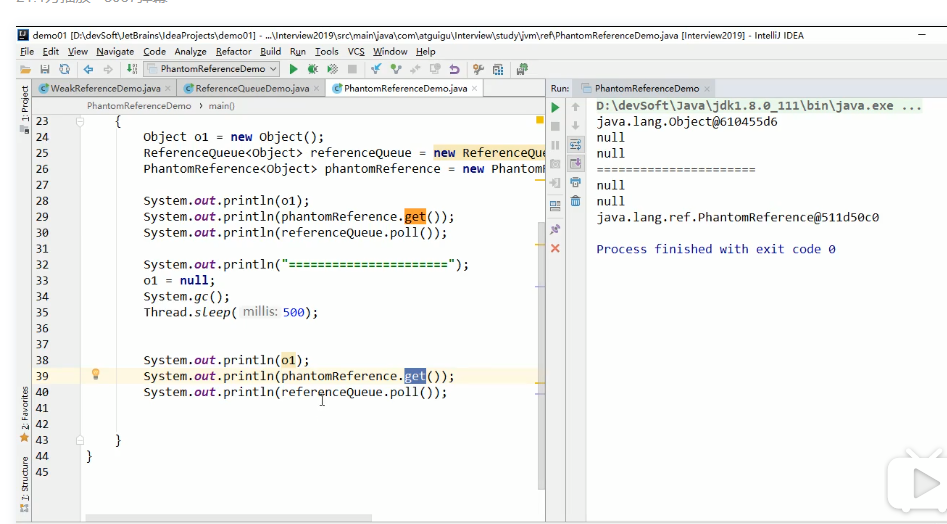 demo01 [D:\devSoft\JetBrains\IdeaProjects\demo01] - ...\Interview2019\src\main\java\com\atguigu\Interview\study\jvm\ref\PhantomReferenceDemo.java [Interview2019] - IntelliJ IDEA
File Edit View Navigate Code Analyze Refactor Build Run Tools VCS Window Help
PhantomReferenceDemo
WeakReferenceDemo.java ReferenceQueueDemo.java PhantomReferenceDemo.java Run: PhantomReferenceDemo
PhantomReferenceDemo main()
1: Project
2: Favorites
7: Structure
23 {
24 Object o1 = new Object();
25 ReferenceQueue<Object> referenceQueue = new ReferenceQue
26 PhantomReference<Object> phantomReference = new Phantom
27
28 System.out.println(o1);
29 System.out.println(phantomReference.get());
30 System.out.println(referenceQueue.poll());
31
32 System.out.println("======================");
33 o1 = null;
34 System.gc();
35 Thread.sleep( millis: 500);
36
38 System.out.println(o1);
39 System.out.println(phantomReference.get());
40 System.out.println(referenceQueue.poll());
41
42
43 }
44 }
45
D:\devSoft\Java\jdk1.8.0_111\bin\java.exe ...
java.lang.Object@610455d6
null
null
======================
null
null
java.lang.ref.PhantomReference@511d50c0
Process finished with exit code 0